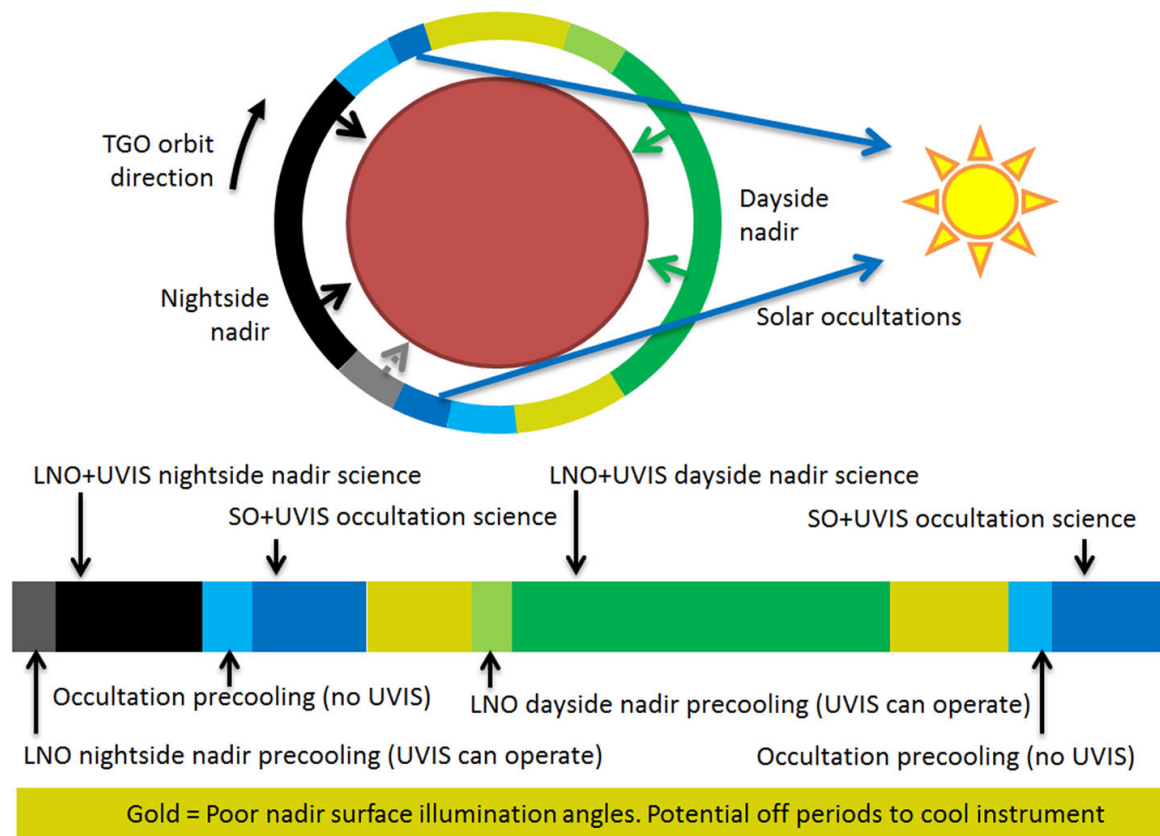 TGO orbit
direction
Dayside
nadir
Nightside
nadir
Solar occultations
LNO+UVIS nightside nadir science
LNO+UVIS dayside nadir science
SO+UVIS occultation science
SO+UVIS occultation science
Occultation precooling (no UVIS)
LNO dayside nadir precooling (UVIS can operate)
LNO nightside nadir precooling (UVIS can operate)
Occultation precooling (no UVIS)
Gold = Poor nadir surface illumination angles. Potential off periods to cool instrument